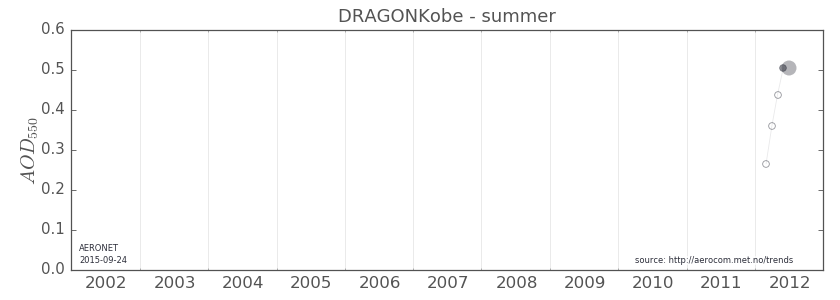 DRAGONKobe - summer
0.6
0.5
0.4
0.3
0.2
0.1
0.0
AOD550
AERONET
2015-09-24
source: http://aerocom.met.no/trends
2002 2003 2004 2005 2006 2007 2008 2009 2010 2011 2012